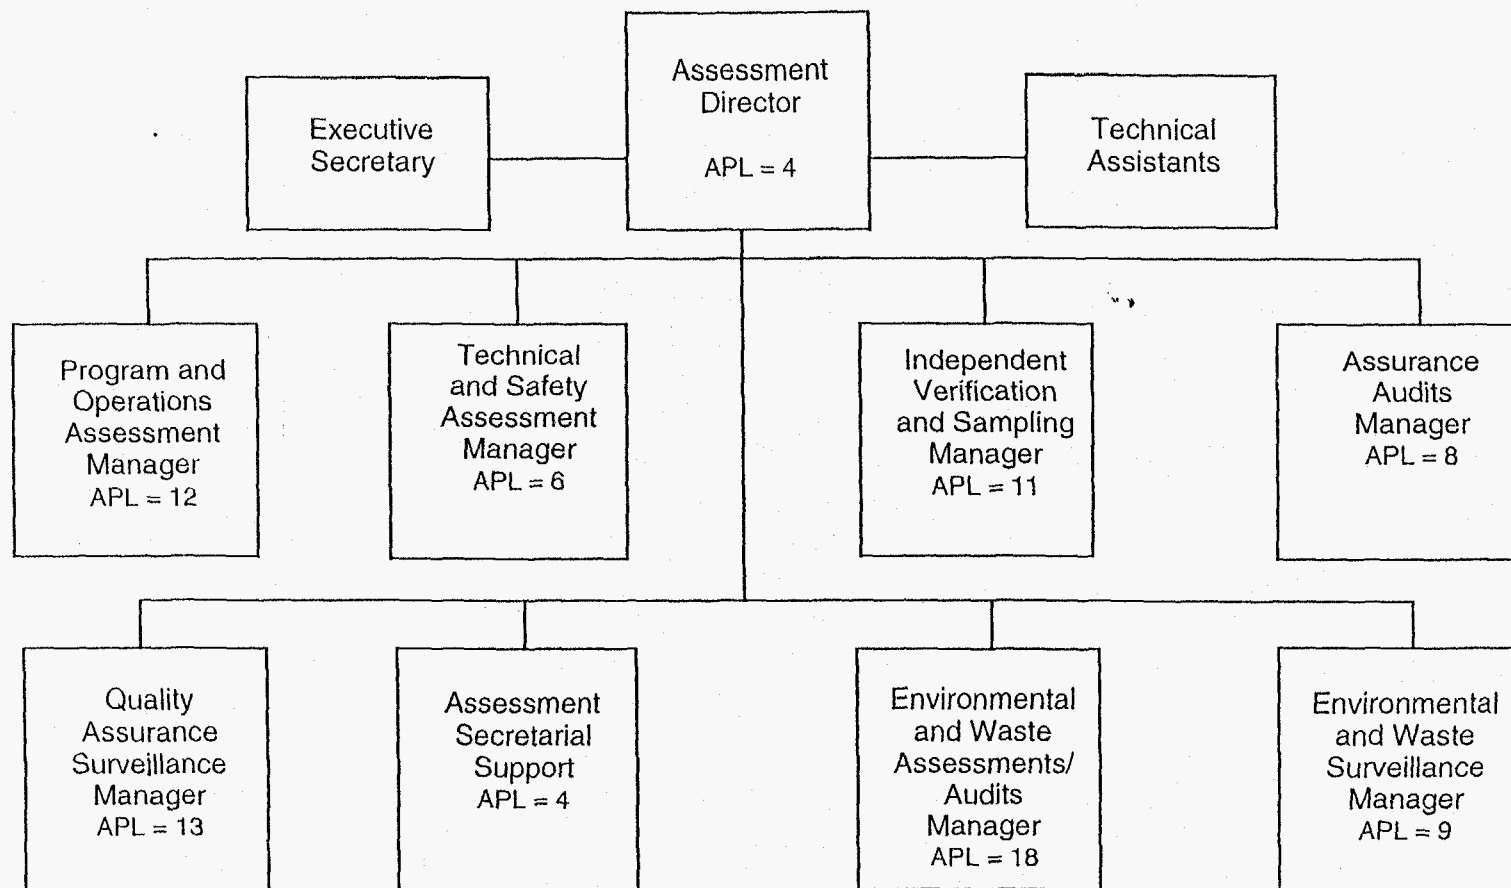 Assessment
Director
APL = 4
Executive
Secretary
Technical
Assistants
Program and
Operations
Assessment
Manager
APL = 12
Technical
and Safety
Assessment
Manager
APL = 6
Independent
Verification
and Sampling
Manager
APL = 11
Assurance
Audits
Manager
APL = 8
Quality
Assurance
Surveillance
Manager
APL = 13
Assessment
Secretarial
Support
APL = 4
Environmental
and Waste
Assessments/
Audits
Manager
APL = 18
Environmental
and Waste
Surveillance
Manager
APL = 9